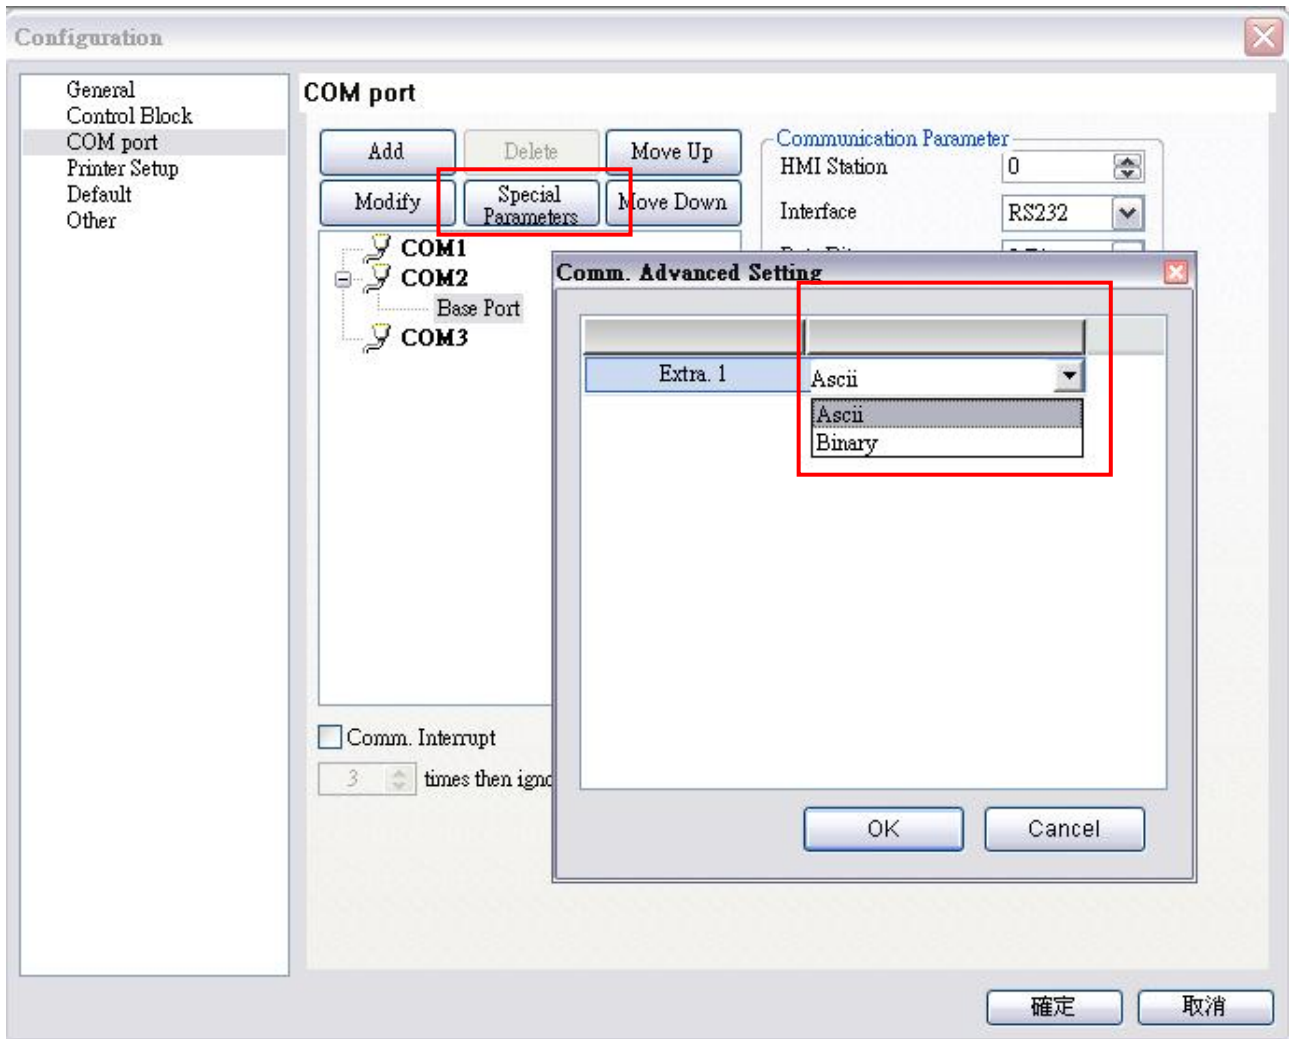 Configuration
General
Control Block
COM port
Printer Setup
Default
Other
COM port
Add
Delete
Move Up
Modify
Special
Parameters
Move Down
COM1
COM2
Base Port
COM3
Communication Parameter
HMI Station
0
Interface
RS232
Comm. Advanced Setting
Extra. 1
Ascii
Ascii
Binary
Comm. Interrupt
3
times then igno
OK
Cancel
確定
取消